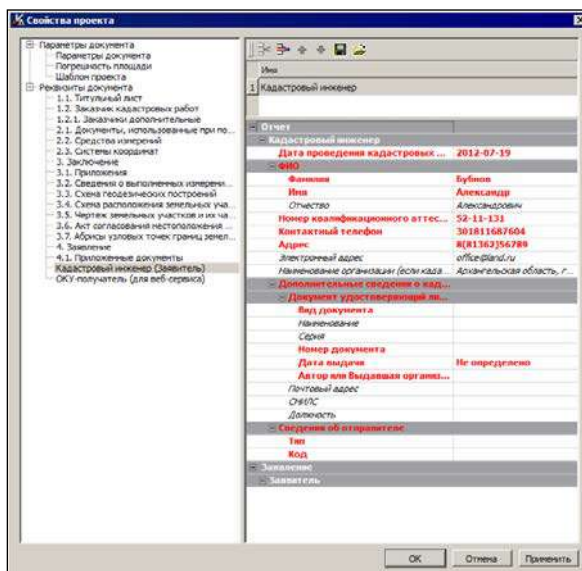 Свойства проекта
Параметры документа
Параметры документа
Погрешность площади
Шаблон проекта
Реквизиты документа
1.1. Титульный лист
1.2. Заказчик кадастровых работ
1.2.1. Заказчики дополнительные
2.1. Документы, использованные при по...
2.2. Средства измерений
2.3. Системы координат
3. Заключение
3.1. Приложения
3.2. Сведения о выполненных измерени...
3.3. Схема геодезических построений
3.4. Схема расположения земельных уча...
3.5. Чертеж земельных участков и их ча...
3.6. Акт согласования местоположения ...
3.7. Абрисы узловых точек границ земел...
4. Заявление
4.1. Приложенные документы
Кадастровый инженер (Заявитель)
ОКУ-получатель (для веб-сервиса)
Имя
1 Кадастровый инженер
Отчет
Кадастровый инженер
Дата проведения кадастровых ... 2012-07-19
ФИО
Фамилия Бубнов
Имя Александр
Отчество Александрович
Номер квалификационного аттес... 52-11-131
Контактный телефон 301811687604
Адрес 8(81362)56789
Электронный адрес office@land.ru
Наименование организации (если када... Архангельская область, г...
Дополнительные сведения о кад...
Документ удостоверяющий ли...
Вид документа
Наименование
Серия
Номер документа
Дата выдачи Не определено
Автор или Выдавшая организ...
Почтовый адрес
СНИЛС
Должность
Сведения об отправителе
Тип
Код
Заявление
Заявитель
OK Отмена Применить